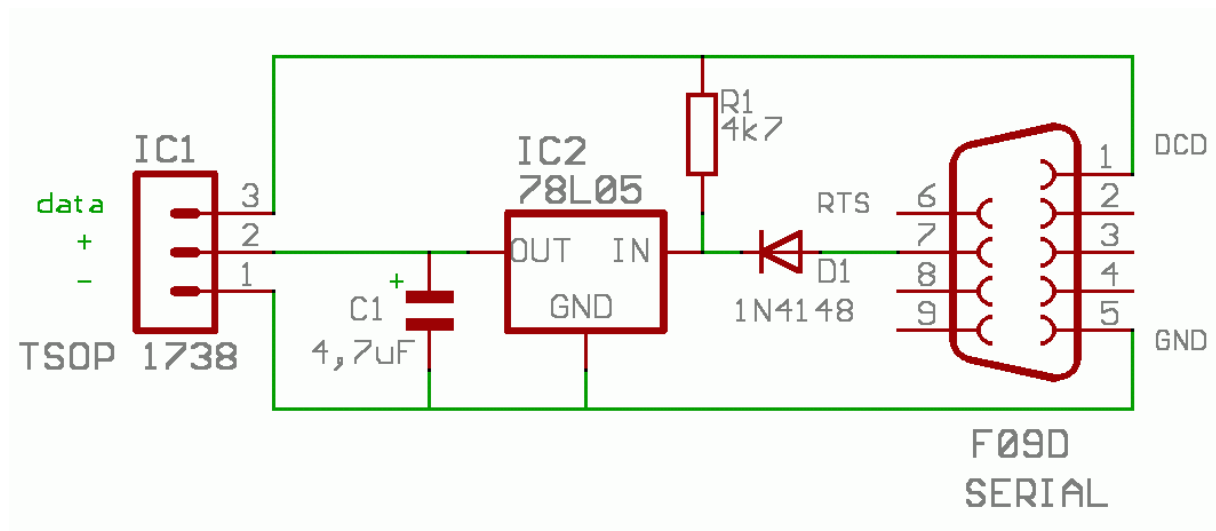 IC1
TSOP 1738
data
+
−
3
2
1
C1
+
4,7uF
IC2
78L05
OUT
IN
GND
R1
4k7
D1
1N4148
RTS
6
7
8
9
1
2
3
4
5
DCD
GND
F09D
SERIAL